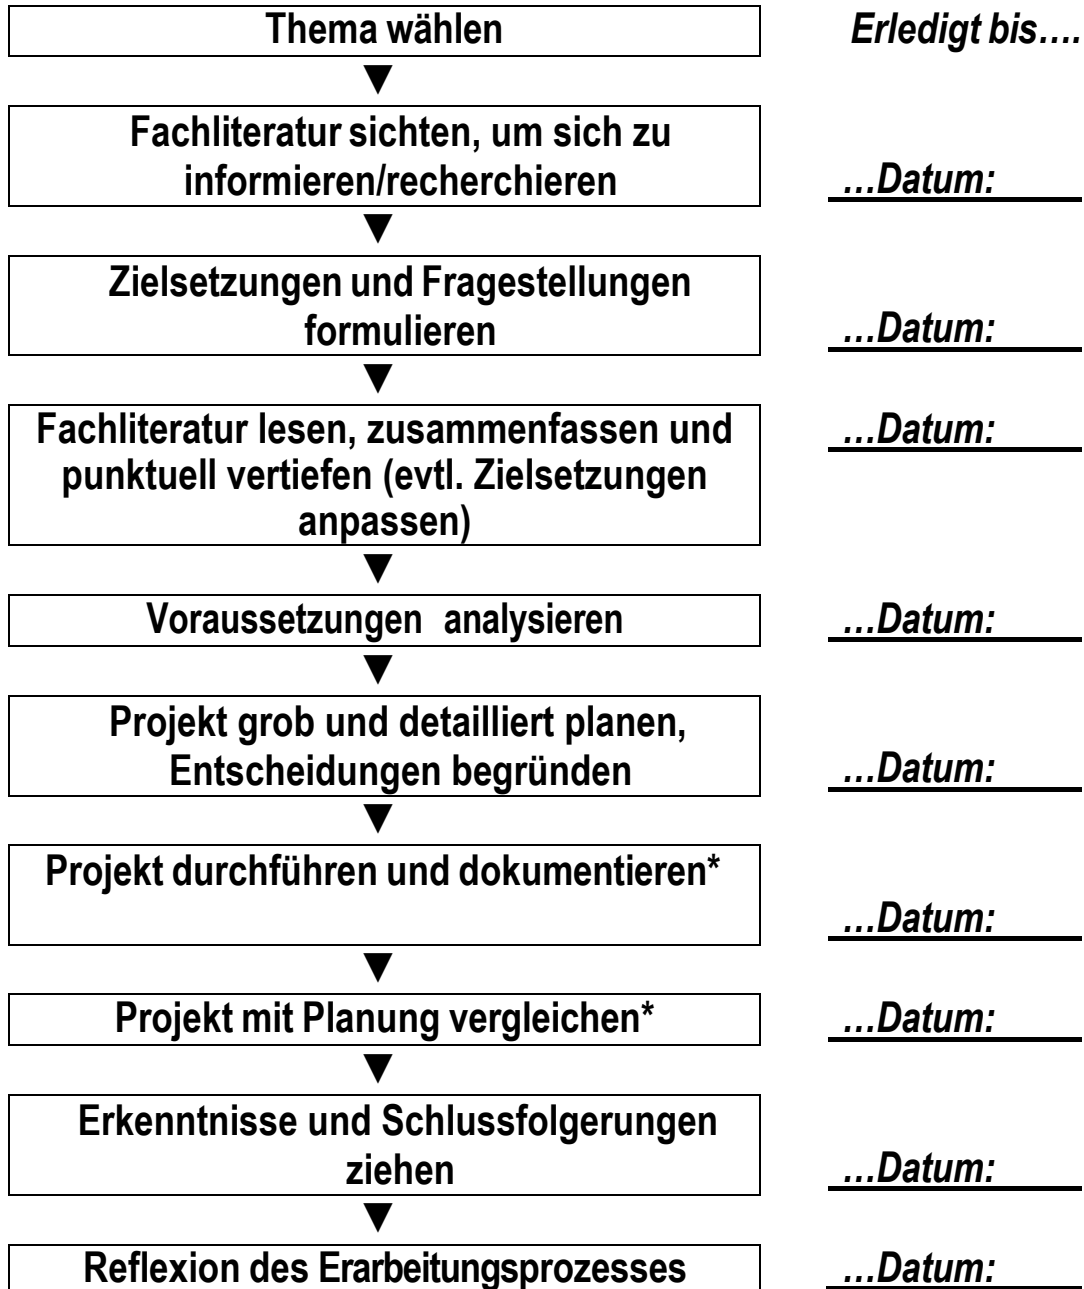 Thema wählen
Erledigt bis….
Fachliteratur sichten, um sich zu
informieren/recherchieren
…Datum:
Zielsetzungen und Fragestellungen
formulieren
…Datum:
Fachliteratur lesen, zusammenfassen und
…Datum:
punktuell vertiefen (evtl. Zielsetzungen
anpassen)
Voraussetzungen analysieren
…Datum:
Projekt grob und detailliert planen,
Entscheidungen begründen
…Datum:
Projekt durchführen und dokumentieren*
…Datum:
Projekt mit Planung vergleichen*
…Datum:
Erkenntnisse und Schlussfolgerungen
ziehen
…Datum:
Reflexion des Erarbeitungsprozesses
…Datum: